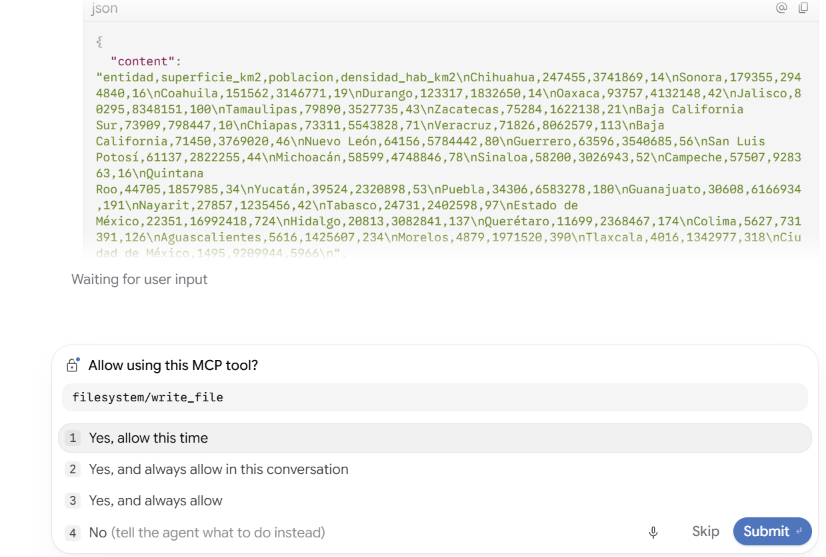 json
{
"content":
"entidad,superficie_km2,poblacion,densidad_hab_km2\nChihuahua,247455,3741869,14\nSonora,179355,294
4840,16\nCoahuila,151562,3146771,19\nDurango,123317,1832650,14\nOaxaca,93757,4132148,42\nJalisco,8
0295,8348151,100\nTamaulipas,79890,3527735,43\nZacatecas,75284,1622138,21\nBaja California
Sur,73909,798447,10\nChiapas,73311,5543828,71\nVeracruz,71826,8062579,113\nBaja
California,71450,3769020,46\nNuevo León,64156,5784442,80\nGuerrero,63596,3540685,56\nSan Luis
Potosí,61137,2822255,44\nMichoacán,58599,4748846,78\nSinaloa,58200,3026943,52\nCampeche,57507,9283
63,16\nQuintana
Roo,44705,1857985,34\nYucatán,39524,2320898,53\nPuebla,34306,6583278,180\nGuanajuato,30608,6166934
,191\nNayarit,27857,1235456,42\nTabasco,24731,2402598,97\nEstado de
México,22351,16992418,724\nHidalgo,20813,3082841,137\nQuerétaro,11699,2368467,174\nColima,5627,731
391,126\nAguascalientes,5616,1425607,234\nMorelos,4879,1971520,390\nTlaxcala,4016,1342977,318\nCiu
dad de México,1495,9209944,5966\n",
Waiting for user input
Allow using this MCP tool?
filesystem/write_file
1 Yes, allow this time
2 Yes, and always allow in this conversation
3 Yes, and always allow
4 No (tell the agent what to do instead)
Skip
Submit